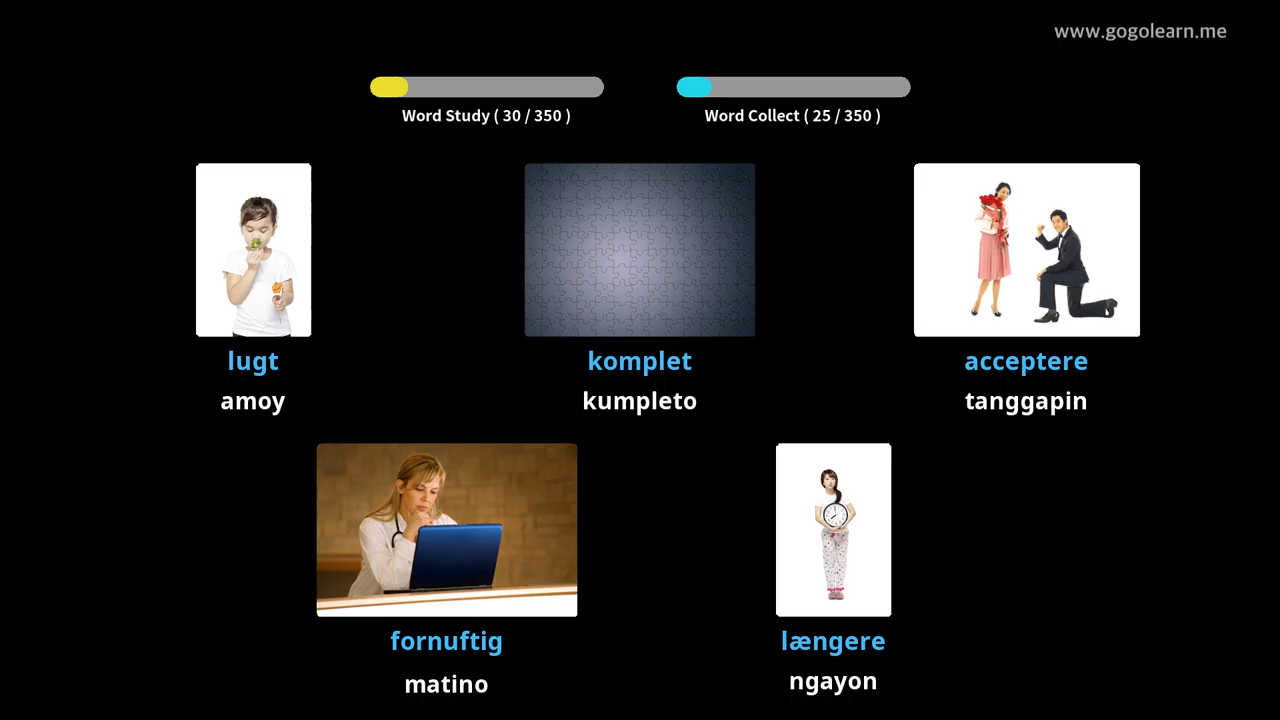 www.gogolearn.me
Word Study ( 30 / 350 )
Word Collect ( 25 / 350 )
lugt
amoy
komplet
kumpleto
acceptere
tanggapin
fornuftig
matino
længere
ngayon